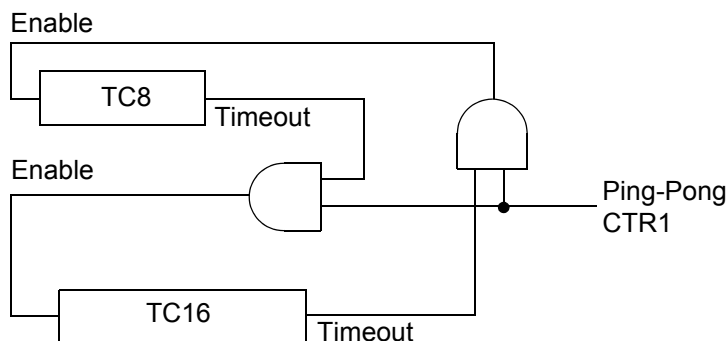 Enable
TC8
Timeout
Enable
Ping-Pong
CTR1
TC16
Timeout